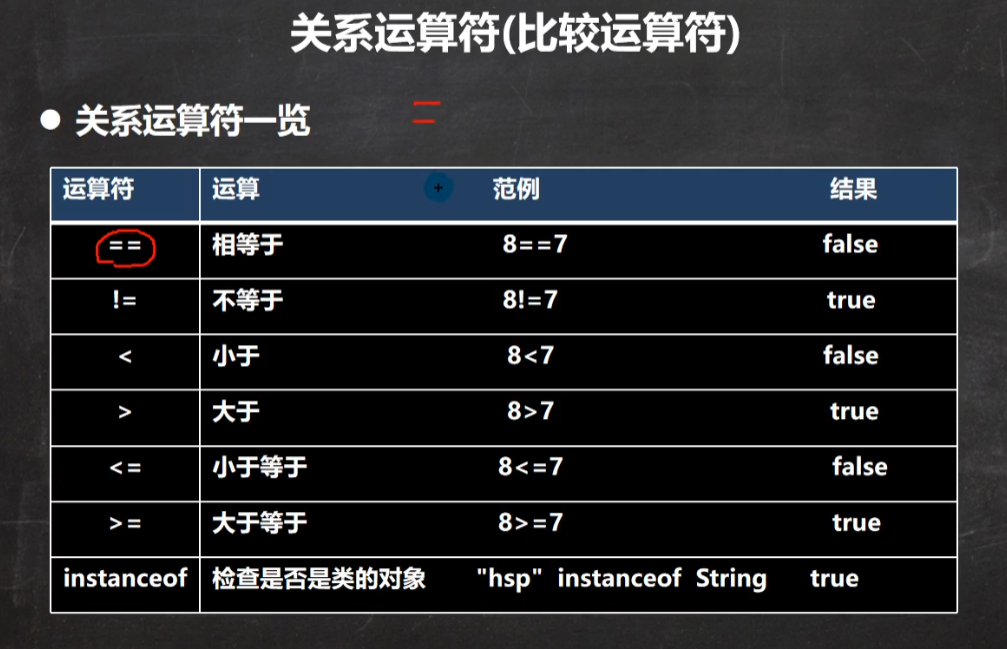 关系运算符(比较运算符)
● 关系运算符一览
运算符 运算 范例 结果
== 相等于 8==7 false
!= 不等于 8!=7 true
< 小于 8<7 false
> 大于 8>7 true
<= 小于等于 8<=7 false
>= 大于等于 8>=7 true
instanceof 检查是否是类的对象 "hsp" instanceof String true